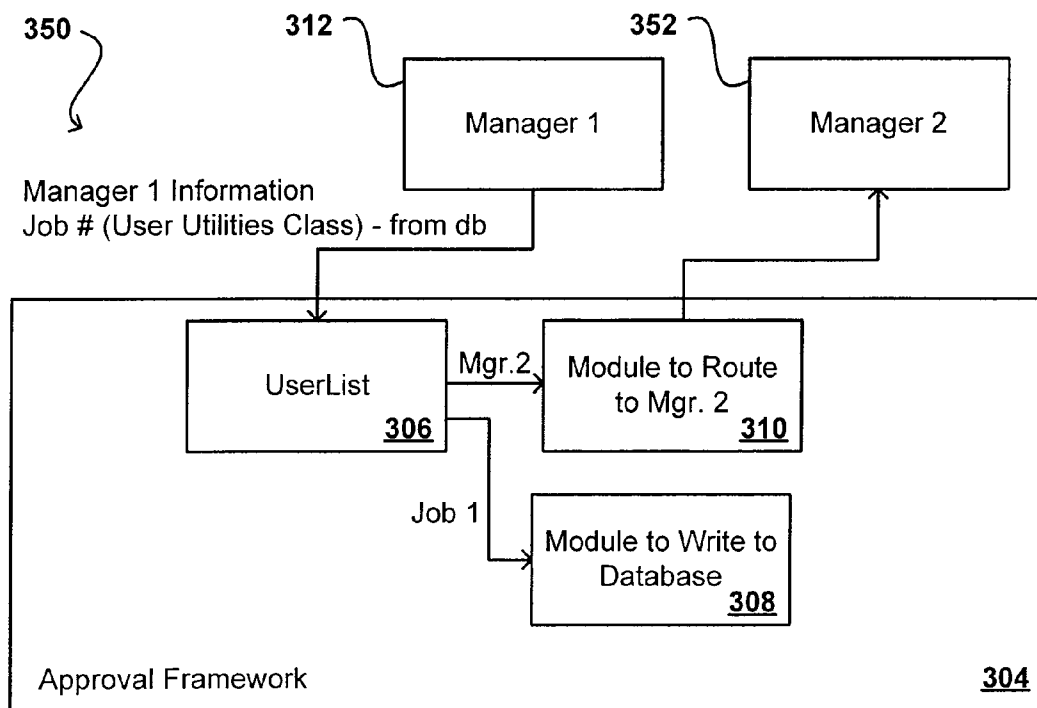 350
312
352
Manager 1
Manager 2
Manager 1 Information
Job # (User Utilities Class) - from db
UserList
306
Mgr.2
Module to Route
to Mgr. 2
310
Job 1
Module to Write to
Database
308
Approval Framework
304